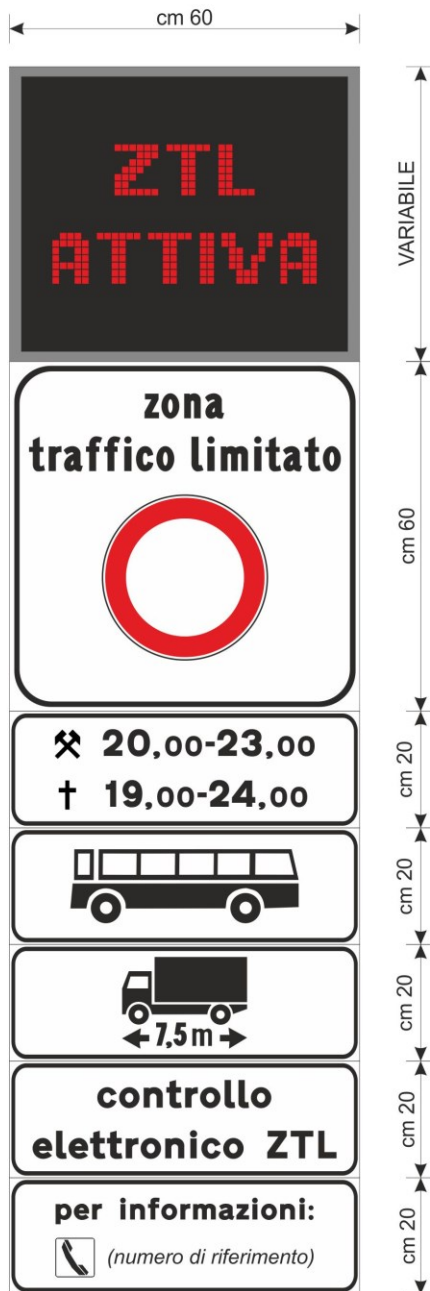 cm 60
ZTL
ATTIVA
VARIABILE
zona
traffico limitato
cm 60
20,00-23,00
19,00-24,00
cm 20
cm 20
7,5 m
cm 20
controllo
elettronico ZTL
cm 20
per informazioni:
(numero di riferimento)
cm 20